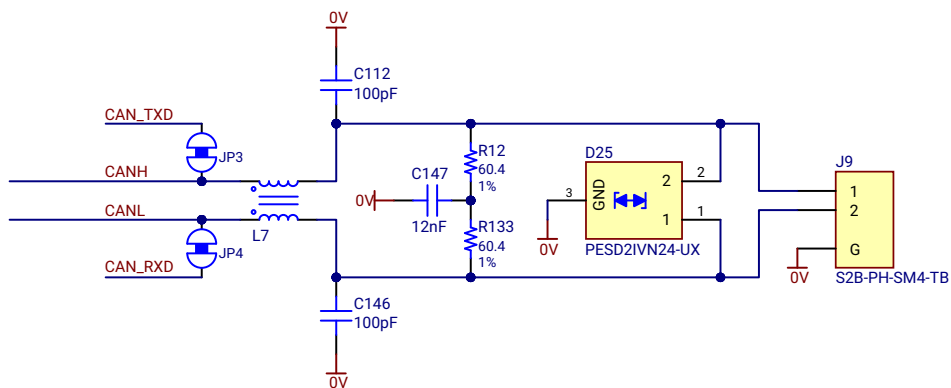 0V
C112
100pF
CAN_TXD
JP3
CANH
R12
60.4
1%
D25
2
2
J9
C147
3
GND
1
0V
2
CANL
12nF
R133
60.4
1%
1
1
L7
JP4
0V
PESD2IVN24-UX
G
CAN_RXD
0V
S2B-PH-SM4-TB
C146
100pF
0V